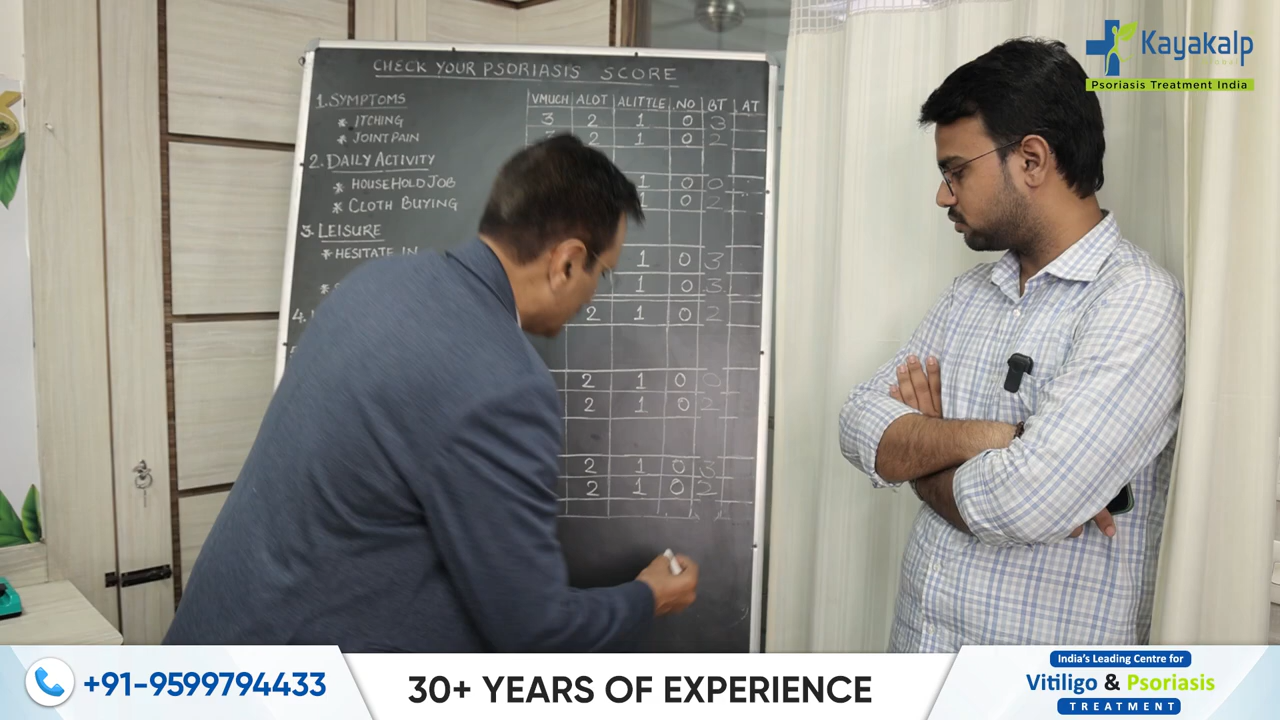 Kayakalp
Global
Psoriasis Treatment India
CHECK YOUR PSORIASIS SCORE
VMUCH ALOT ALITTLE NO BT AT
1. SYMPTOMS
* ITCHING 3 2 1 0 3
* JOINT PAIN 2 1 0 2
2. DAILY ACTIVITY
* HOUSEHOLD JOB 1 0 0
* CLOTH BUYING 1 0 2
3. LEISURE
* HESITATE IN 1 0 3
* 1 0 3
4. 2 1 0 2
2 1 0 0
2 1 0 2
2 1 0 3
2 1 0 2
+91-9599794433
30+ YEARS OF EXPERIENCE
India's Leading Centre for
Vitiligo & Psoriasis
TREATMENT